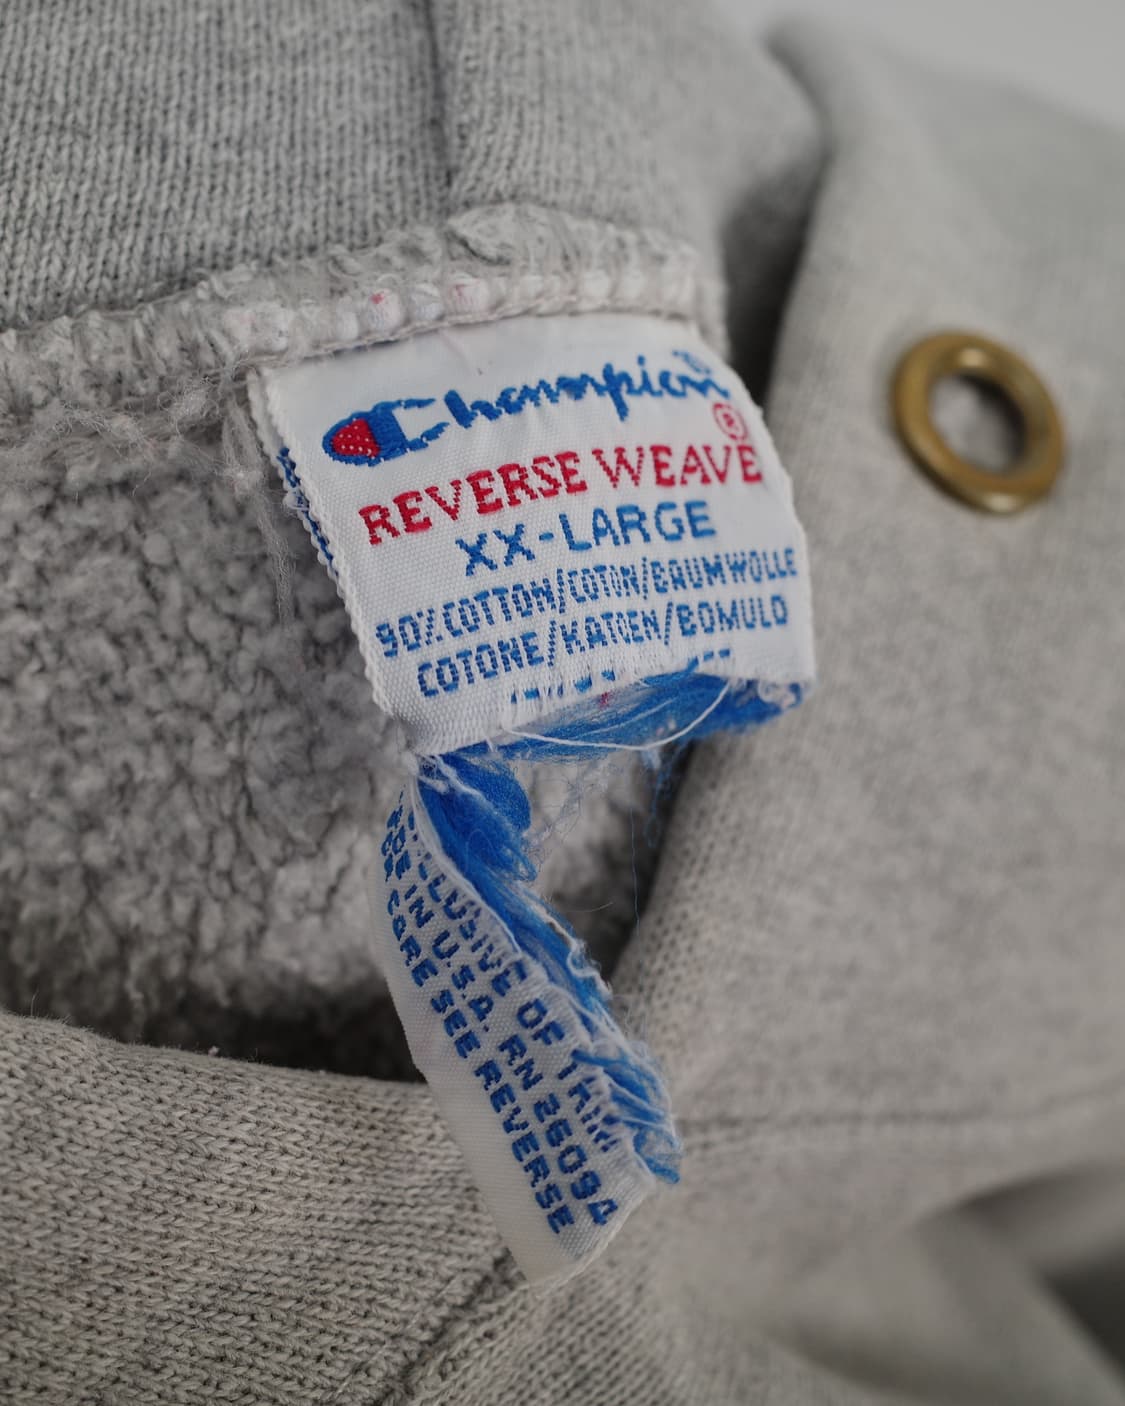 Champion
REVERSE WEAVE®
XX-LARGE
90% COTTON/COTON/BAUMWOLLE
COTONE/KATOEN/BOMULD
EXCLUSIVE OF TRIM
MADE IN U.S.A. RN 26094
CARE SEE REVERSE